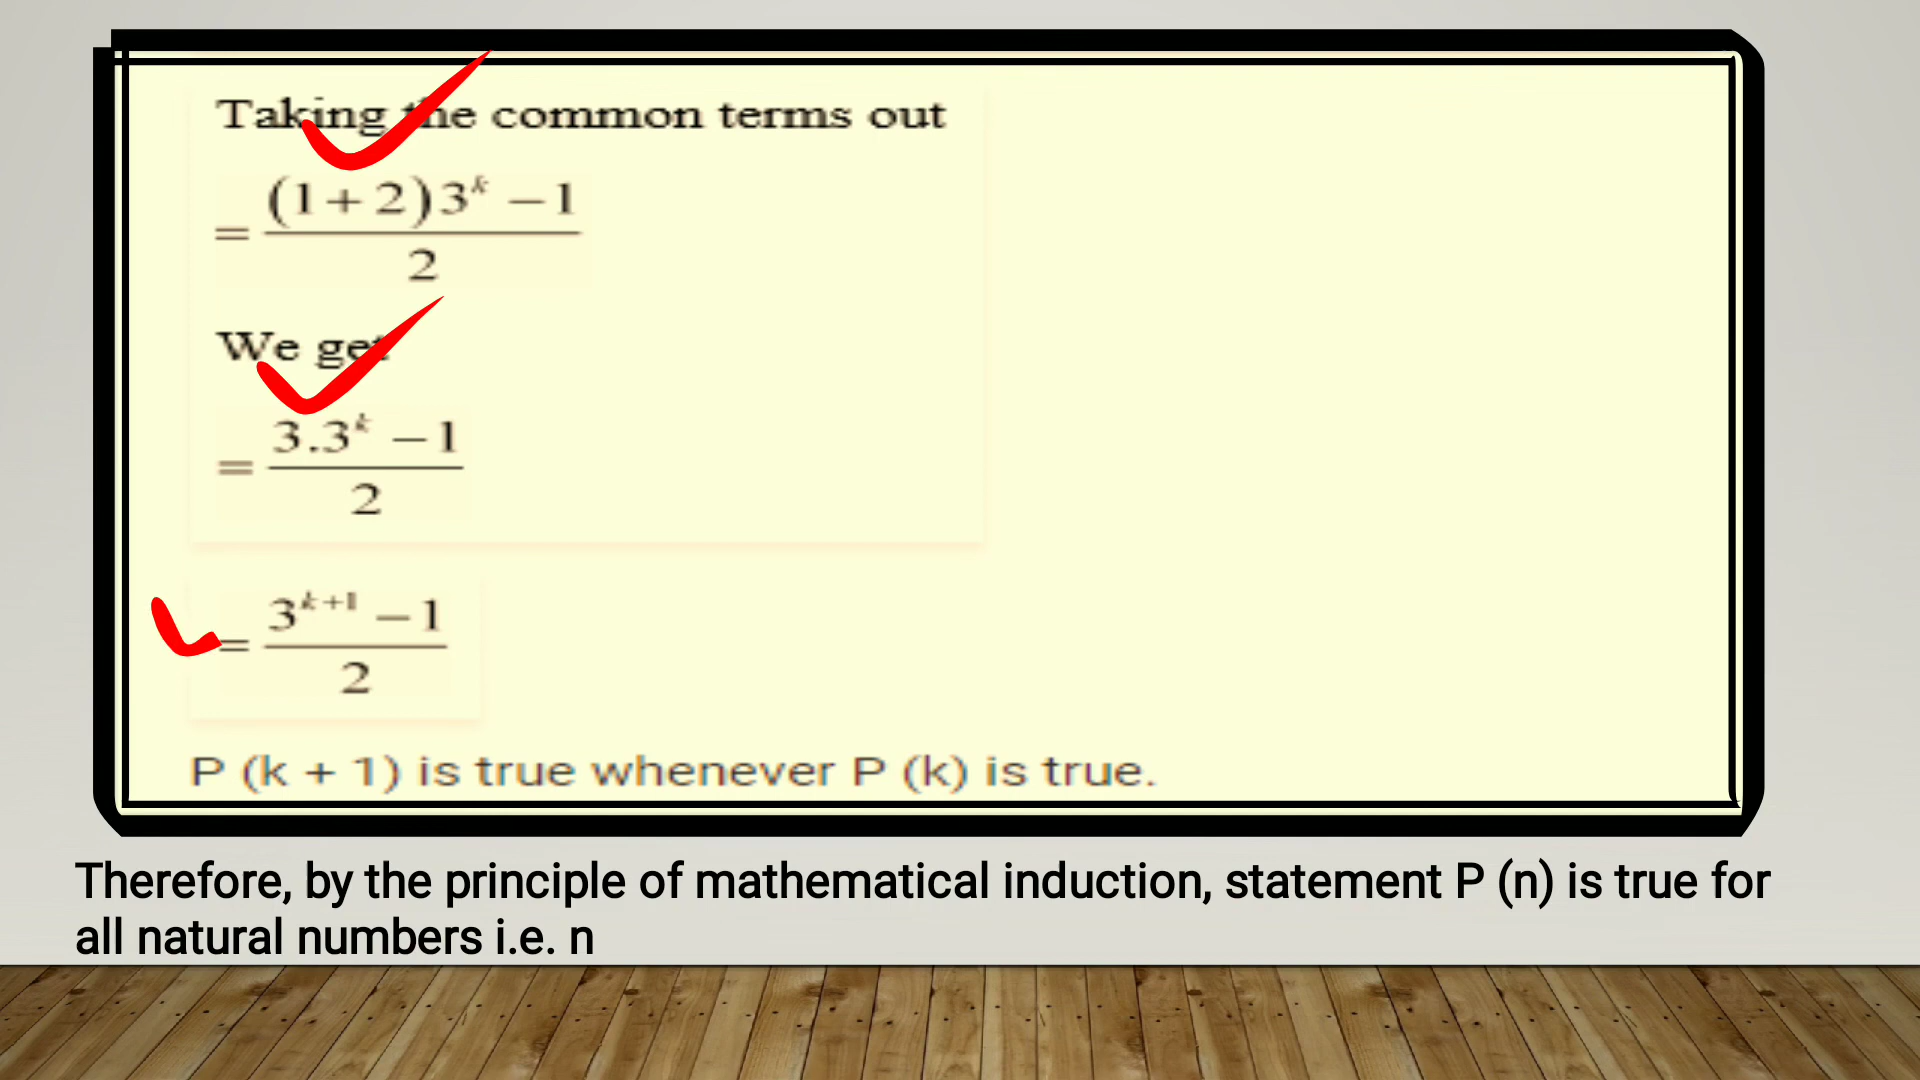 Taking the common terms out
= (1+2)3^k −1 / 2
We get
= 3.3^k −1 / 2
= 3^(k+1) −1 / 2
P (k + 1) is true whenever P (k) is true.
Therefore, by the principle of mathematical induction, statement P (n) is true for
all natural numbers i.e. n